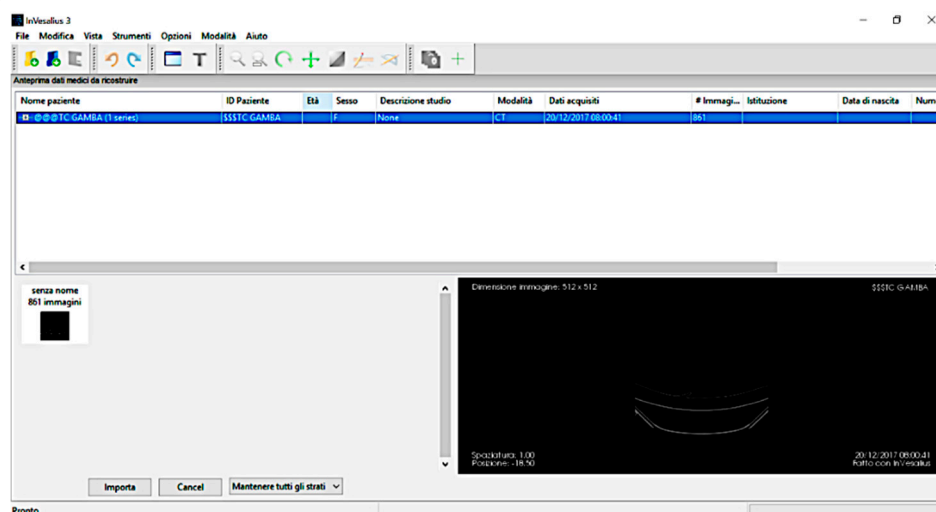 InVesalius 3
File Modifica Vista Strumenti Opzioni Modalità Aiuto
Anteprima dati medici da ricostruire
Nome paziente ID Paziente Età Sesso Descrizione studio Modalità Dati acquisiti # Immagi... Istituzione Data di nascita Num
@@@TC GAMBA (1 series) $$$TC GAMBA F None CT 20/12/2017 08:00:41 861
senza nome
861 immagini
Dimensione immagine: 512 x 512 $$$TC GAMBA
Spaziatura: 1.00 20/12/2017 08:00:41
Posizione: -18.50 Fatto con InVesalius
Importa Cancel Mantenere tutti gli strati
Pronto